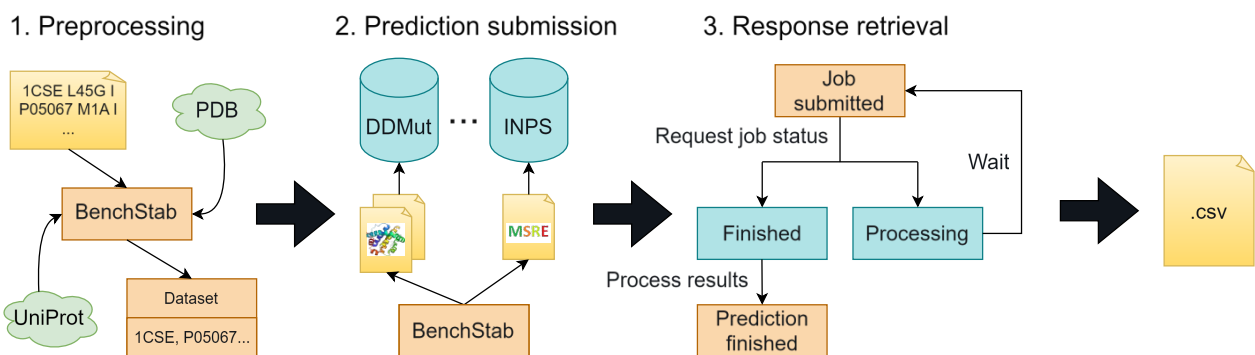 1. Preprocessing
1CSE L45G I
P05067 M1A I
...
PDB
BenchStab
UniProt
Dataset
1CSE, P05067...
2. Prediction submission
DDMut
...
INPS
MSRE
BenchStab
3. Response retrieval
Job
submitted
Request job status
Wait
Finished
Processing
Process results
Prediction
finished
.csv